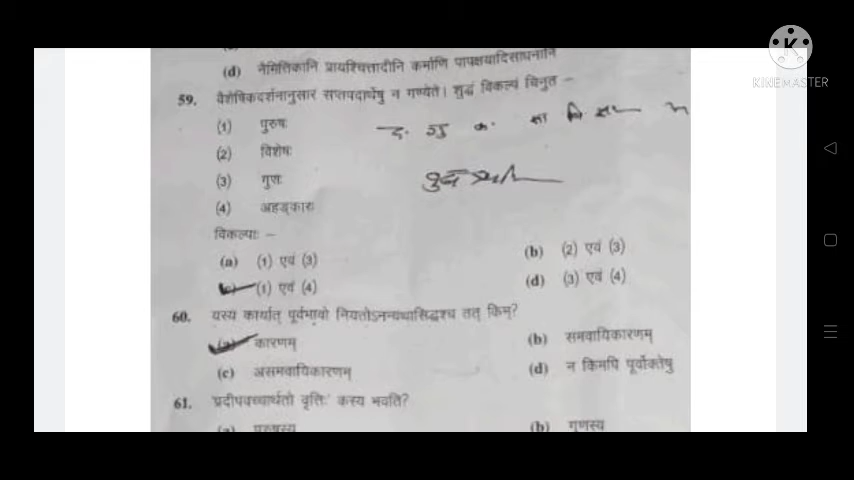 (d) नैमित्तिकानि प्रायश्चित्तादीनि कर्माणि पापक्षयादिसाधनानि
KINEMASTER
59. वैशेषिकदर्शनानुसार सप्तपदार्थेषु न गण्येते। शुद्धं विकल्पं चिनुत –
(1) पुरुषः
(2) विशेषः
(3) गुणः
(4) अहङ्कारः
विकल्पाः –
(a) (1) एवं (3) (b) (2) एवं (3)
(1) एवं (4) (d) (3) एवं (4)
60. यस्य कार्यात् पूर्वभावो नियतोऽनन्यथासिद्धश्च तत् किम्?
कारणम् (b) समवायिकारणम्
(c) असमवायिकारणम् (d) न किमपि पूर्वोक्तेषु
61. 'प्रदीपवच्चार्थतो वृत्तिः' कस्य भवति?
(a) पुरुषस्य (b) गुणस्य